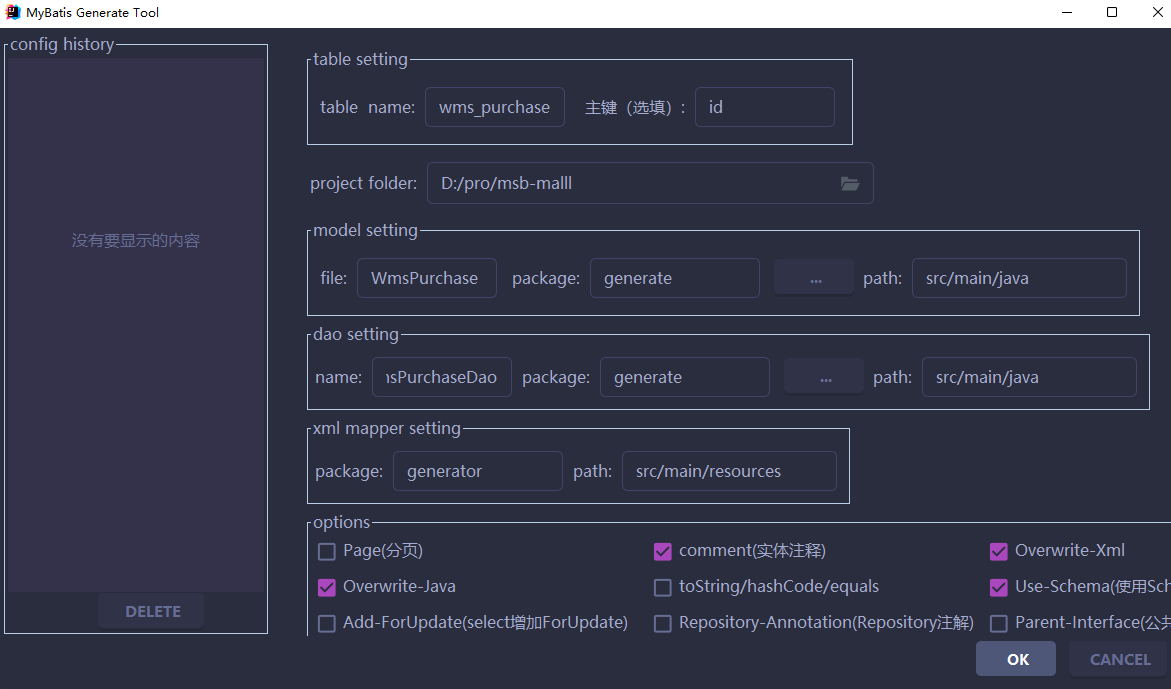 MyBatis Generate Tool
config history
没有要显示的内容
DELETE
table setting
table name: wms_purchase 主键（选填）: id
project folder: D:/pro/msb-malll
model setting
file: WmsPurchase package: generate ... path: src/main/java
dao setting
name: sPurchaseDao package: generate ... path: src/main/java
xml mapper setting
package: generator path: src/main/resources
options
Page(分页) comment(实体注释) Overwrite-Xml
Overwrite-Java toString/hashCode/equals Use-Schema(使用Sch
Add-ForUpdate(select增加ForUpdate) Repository-Annotation(Repository注解) Parent-Interface(公共
OK CANCEL